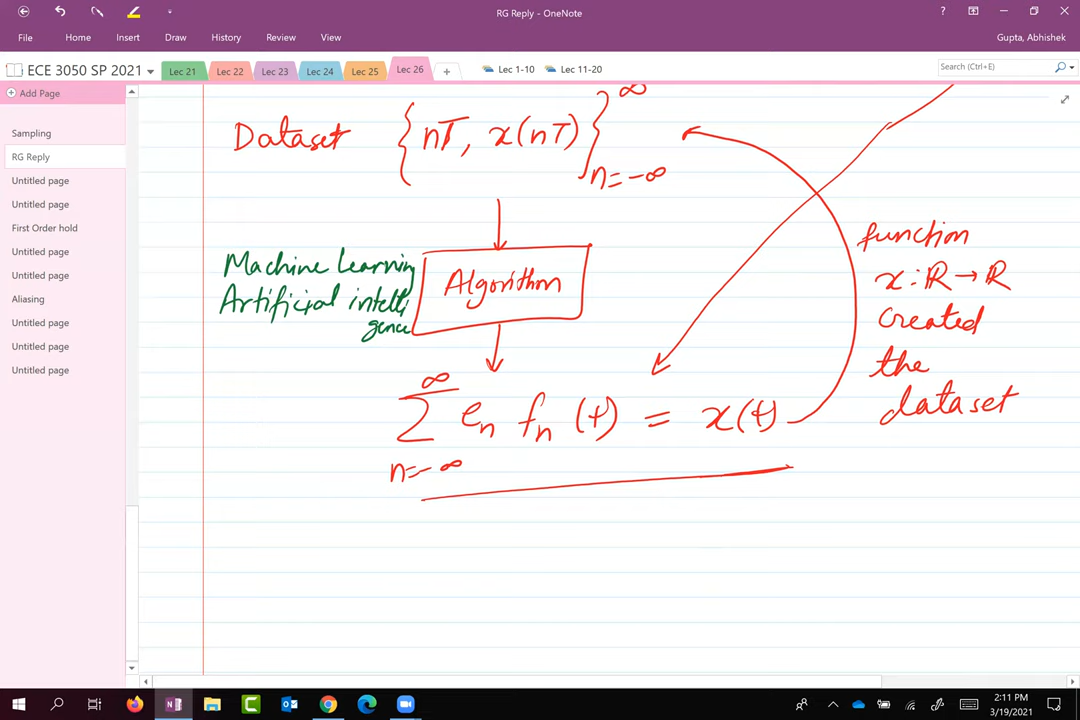 RG Reply - OneNote
?
File
Home
Insert
Draw
History
Review
View
Gupta, Abhishek
ECE 3050 SP 2021
Lec 21
Lec 22
Lec 23
Lec 24
Lec 25
Lec 26
+
Lec 1-10
Lec 11-20
Search (Ctrl+E)
Add Page
Sampling
RG Reply
Untitled page
Untitled page
First Order hold
Untitled page
Untitled page
Aliasing
Untitled page
Untitled page
Untitled page
Dataset { nT, x(nT) }
∞
n=-∞
function
x : ℝ → ℝ
created
the
dataset
Machine learning
Artificial intelli
gence
Algorithm
∞
Σ en fn (t) = x(t)
n=-∞
2:11 PM
3/19/2021